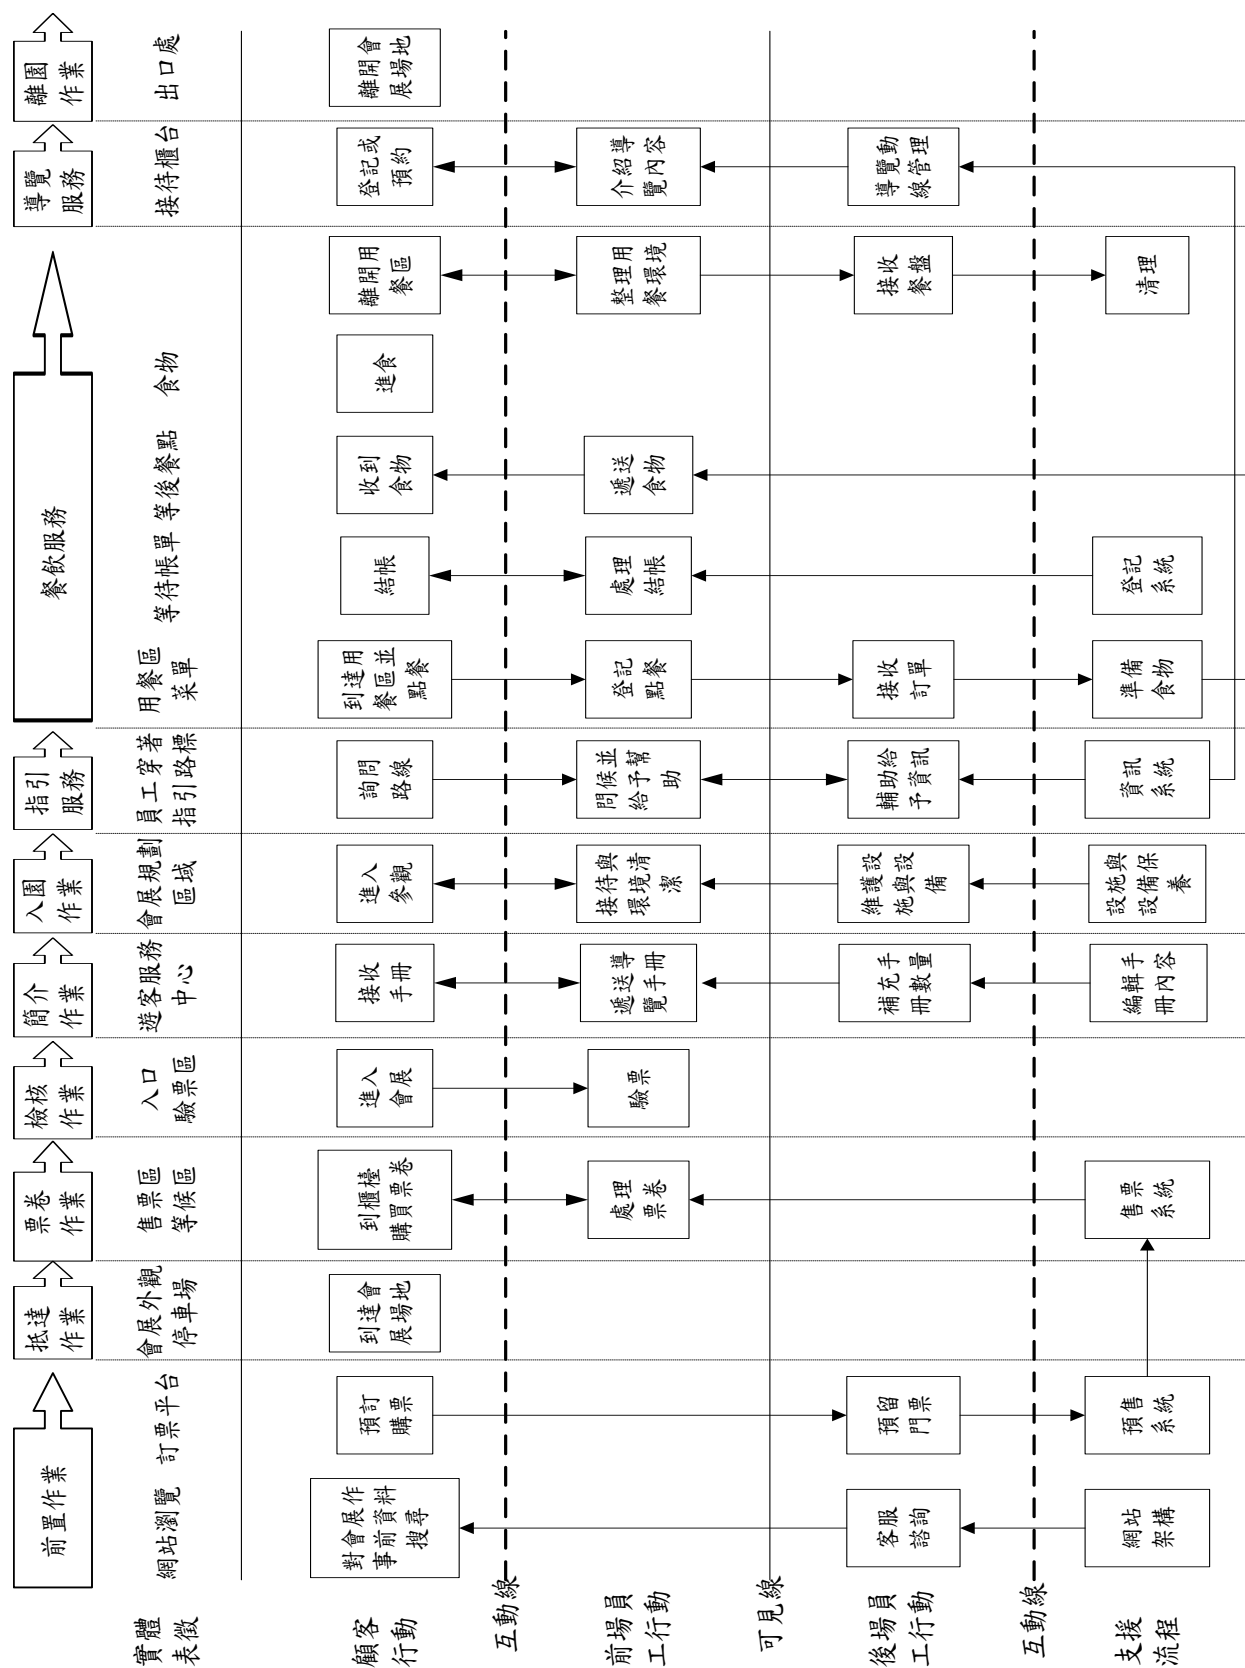 前置作業
抵達
作業
票卷
作業
檢核
作業
簡介
作業
入園
作業
指引
服務
餐飲服務
導覽
服務
離園
作業
實體
表徵
網站瀏覽
訂票平台
會展外觀
停車場
售票區
等候區
入口
驗票區
遊客服務
中心
會展規劃
區域
員工穿著
指引路標
用餐區
菜單
等待帳單
等後餐點
食物
接待櫃台
出口處
顧客
行動
對會展作
事前資料
搜尋
預訂
購票
到達會
展場地
到櫃檯
購買票卷
進入
會展
接收
手冊
進入
參觀
詢問
路線
到達用
餐區並
點餐
結帳
收到
食物
進食
離開用
餐區
登記或
預約
離開會
展場地
互動線
前場員
工行動
處理
票卷
驗票
遞送導
覽手冊
接待與
環境清
潔
問候並
給予幫
助
登記
點餐
處理
結帳
遞送
食物
整理用
餐環境
介紹導
覽內容
可見線
後場員
工行動
客服
諮詢
預留
門票
補充手
冊數量
維護設
施與設
備
輔助給
予資訊
接收
訂單
接收
餐盤
導覽動
線管理
互動線
支援
流程
網站
架構
預售
系統
售票
系統
編輯手
冊內容
設施與
設備保
養
資訊
系統
準備
食物
登記
系統
清理